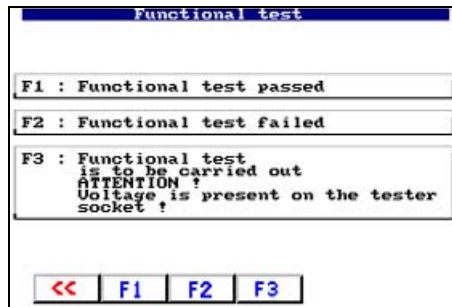 Functional test
F1 : Functional test passed
F2 : Functional test failed
F3 : Functional test
is to be carried out
ATTENTION !
Voltage is present on the tester
socket !
<< F1 F2 F3